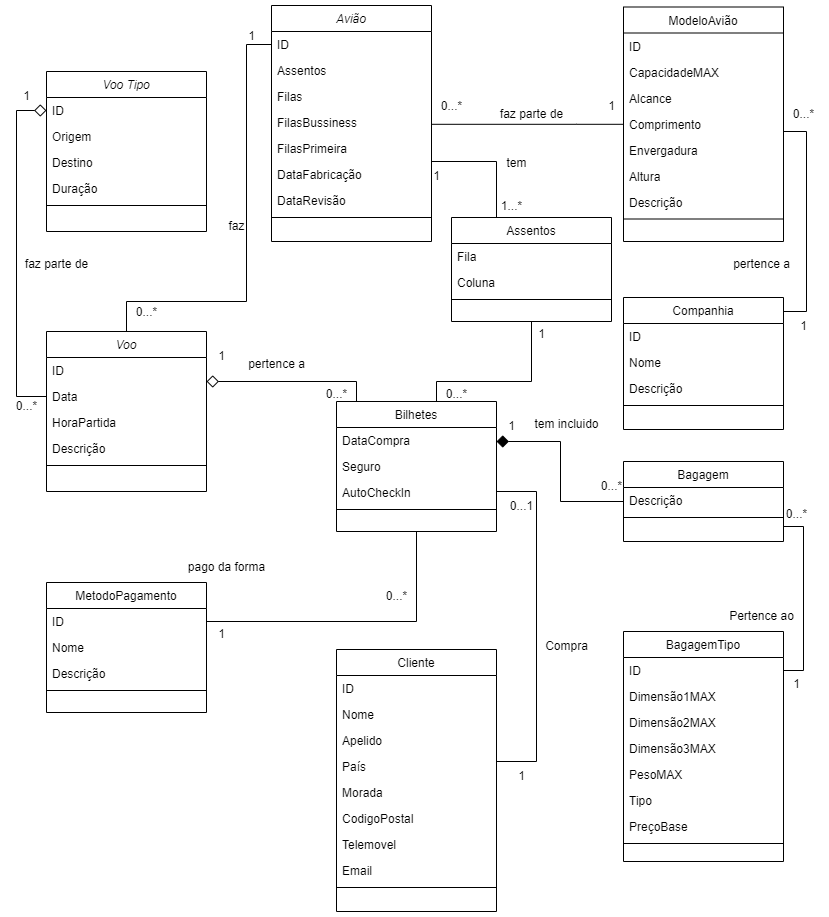 Avião
ID
Assentos
Filas
FilasBussiness
FilasPrimeira
DataFabricação
DataRevisão
ModeloAvião
ID
CapacidadeMAX
Alcance
Comprimento
Envergadura
Altura
Descrição
Voo Tipo
ID
Origem
Destino
Duração
1
1
0...*
faz parte de
1
0...*
tem
1
1...*
faz
faz parte de
0...*
0...*
Assentos
Fila
Coluna
pertence a
1
Companhia
ID
Nome
Descrição
Voo
ID
Data
HoraPartida
Descrição
1
pertence a
0...*
1
0...*
Bilhetes
DataCompra
Seguro
AutoCheckIn
1
tem incluido
0...*
0...1
Bagagem
Descrição
0...*
Pertence ao
1
pago da forma
0...*
1
MetodoPagamento
ID
Nome
Descrição
Compra
1
Cliente
ID
Nome
Apelido
País
Morada
CodigoPostal
Telemovel
Email
BagagemTipo
ID
Dimensão1MAX
Dimensão2MAX
Dimensão3MAX
PesoMAX
Tipo
PreçoBase